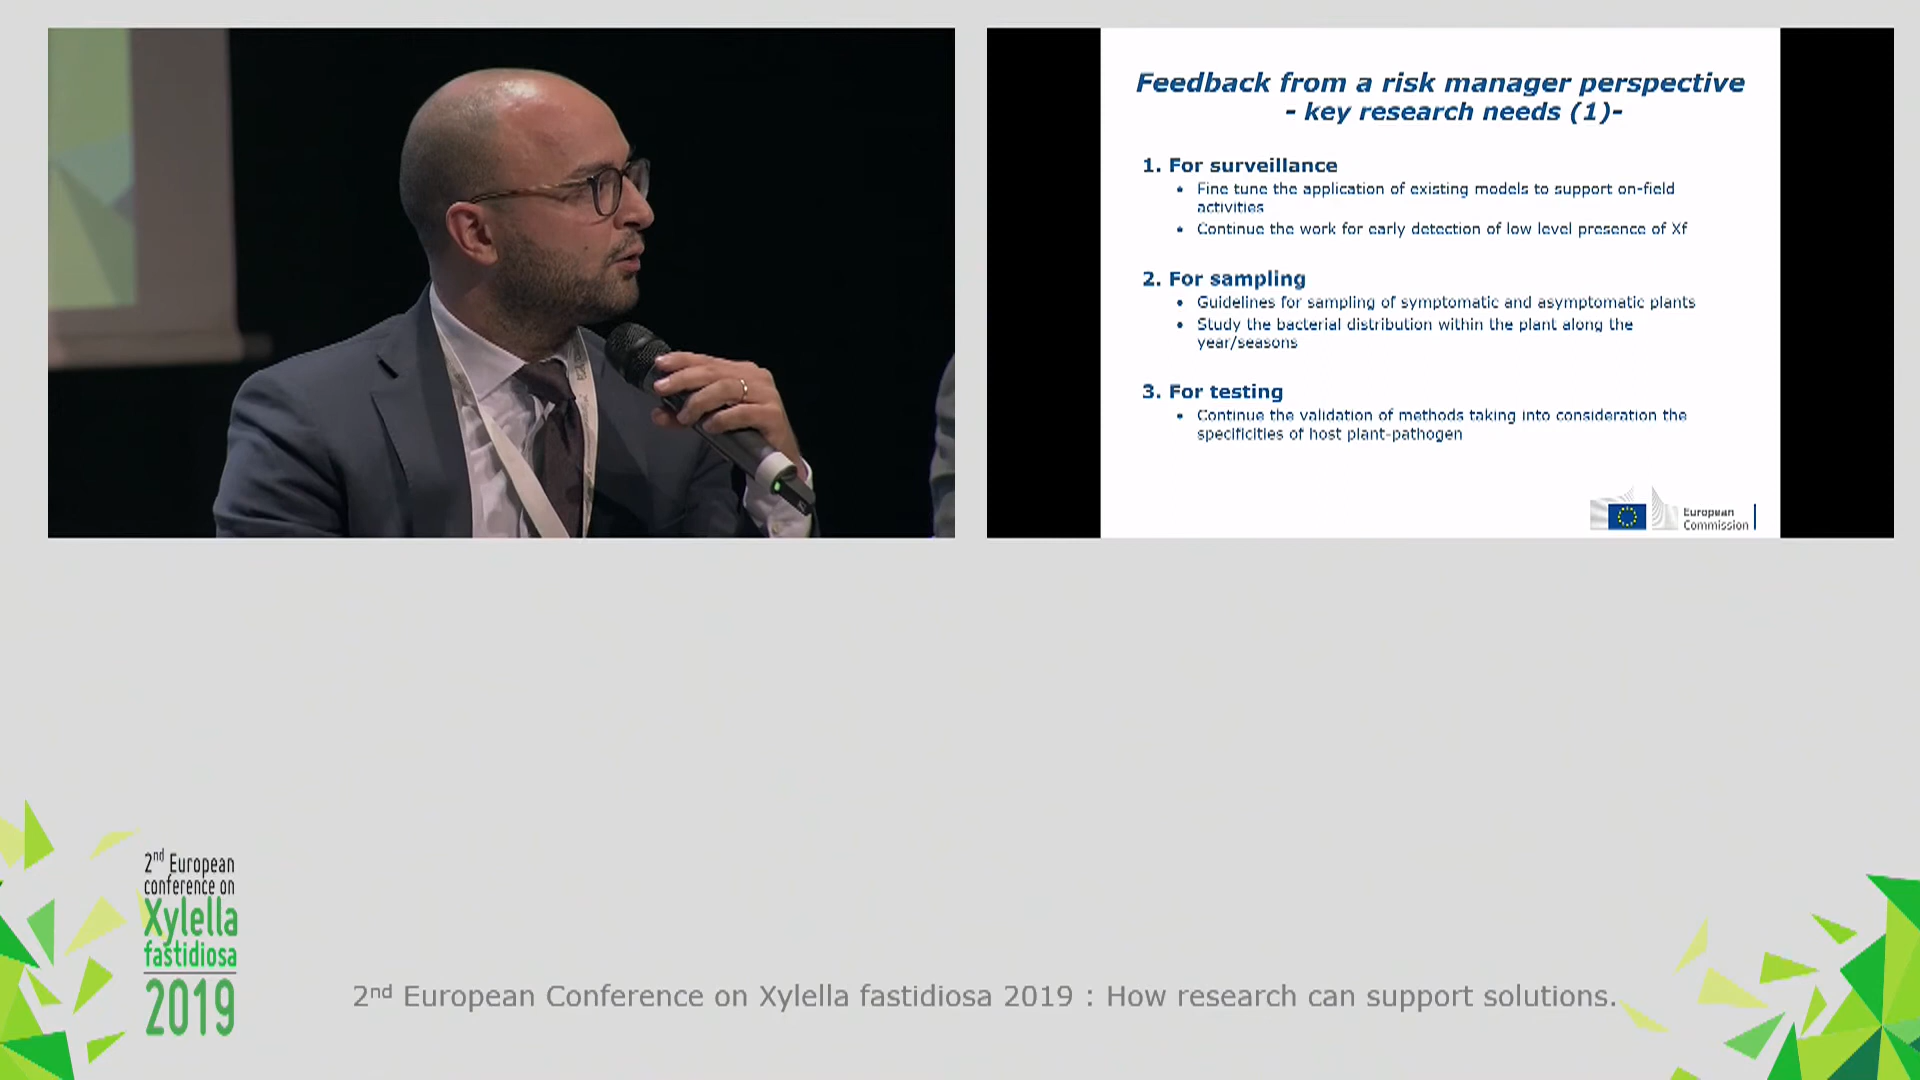 Feedback from a risk manager perspective
- key research needs (1)-
1. For surveillance
• Fine tune the application of existing models to support on-field
activities
• Continue the work for early detection of low level presence of Xf
2. For sampling
• Guidelines for sampling of symptomatic and asymptomatic plants
• Study the bacterial distribution within the plant along the
year/seasons
3. For testing
• Continue the validation of methods taking into consideration the
specificities of host plant-pathogen
European
Commission
2nd European
conference on
Xylella
fastidiosa
2019
2nd European Conference on Xylella fastidiosa 2019 : How research can support solutions.